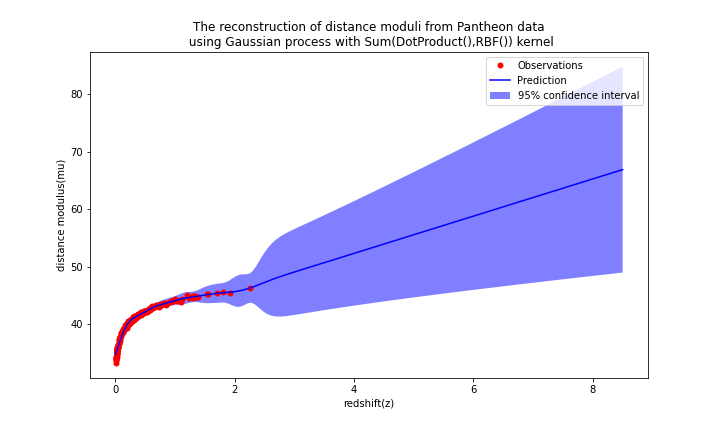 The reconstruction of distance moduli from Pantheon data
using Gaussian process with Sum(DotProduct(),RBF()) kernel
Observations
Prediction
95% confidence interval
distance modulus(mu)
80
70
60
50
40
0
2
4
6
8
redshift(z)